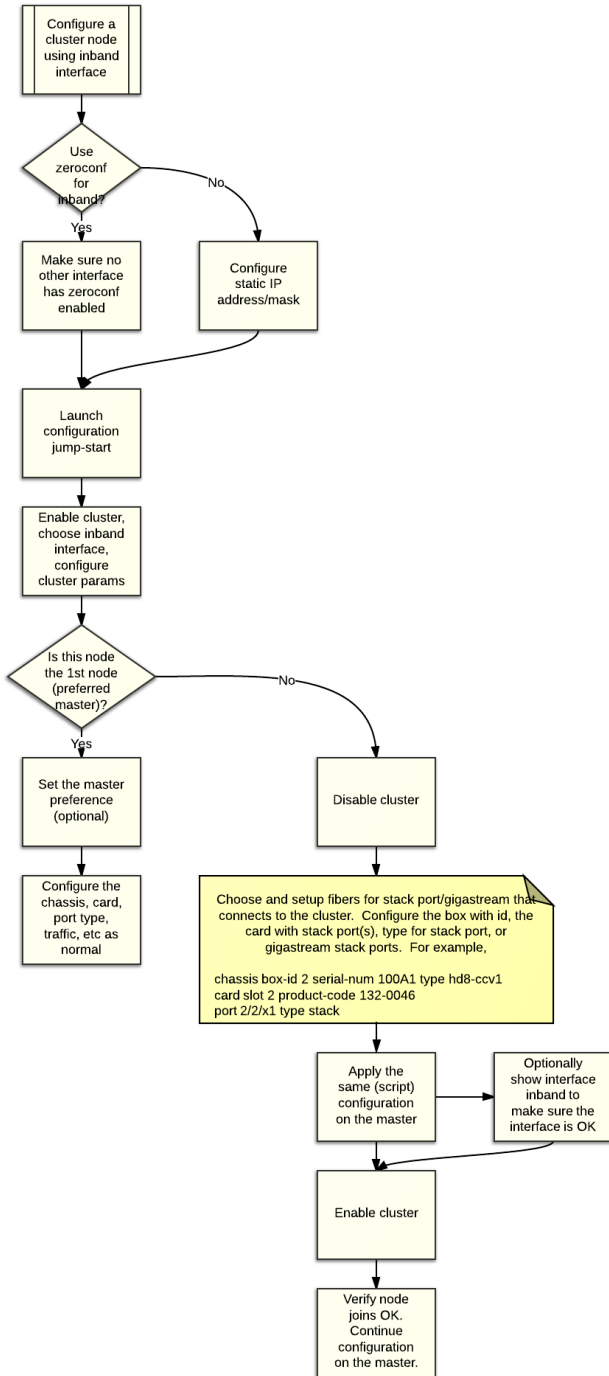 Configure a
cluster node
using inband
interface
Use
zeroconf
for
inband?
No
Yes
Make sure no
other interface
has zeroconf
enabled
Configure
static IP
address/mask
Launch
configuration
jump-start
Enable cluster,
choose inband
interface,
configure
cluster params
Is this node
the 1st node
(preferred
master)?
No
Yes
Set the master
preference
(optional)
Disable cluster
Configure the
chassis, card,
port type,
traffic, etc as
normal
Choose and setup fibers for stack port/gigastream that
connects to the cluster.  Configure the box with id, the
card with stack port(s), type for stack port, or
gigastream stack ports.  For example,
chassis box-id 2 serial-num 100A1 type hd8-ccv1
card slot 2 product-code 132-0046
port 2/2/x1 type stack
Apply the
same (script)
configuration
on the master
Optionally
show interface
inband to
make sure the
interface is OK
Enable cluster
Verify node
joins OK.
Continue
configuration
on the master.